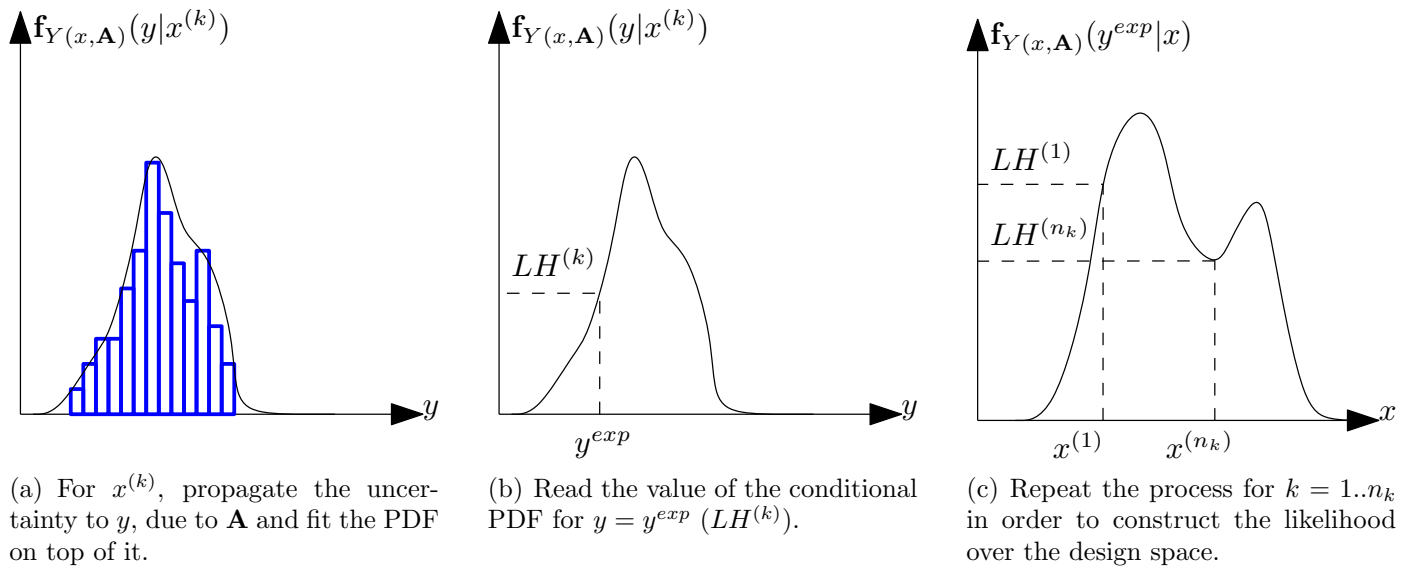 𝐟_{Y(x,𝐀)}(y|x^{(k)})
y
(a) For x^{(k)}, propagate the uncer-
tainty to y, due to 𝐀 and fit the PDF
on top of it.
𝐟_{Y(x,𝐀)}(y|x^{(k)})
LH^{(k)}
y^{exp}
y
(b) Read the value of the conditional
PDF for y = y^{exp} (LH^{(k)}).
𝐟_{Y(x,𝐀)}(y^{exp}|x)
LH^{(1)}
LH^{(n_k)}
x^{(1)}
x^{(n_k)}
x
(c) Repeat the process for k = 1..n_k
in order to construct the likelihood
over the design space.